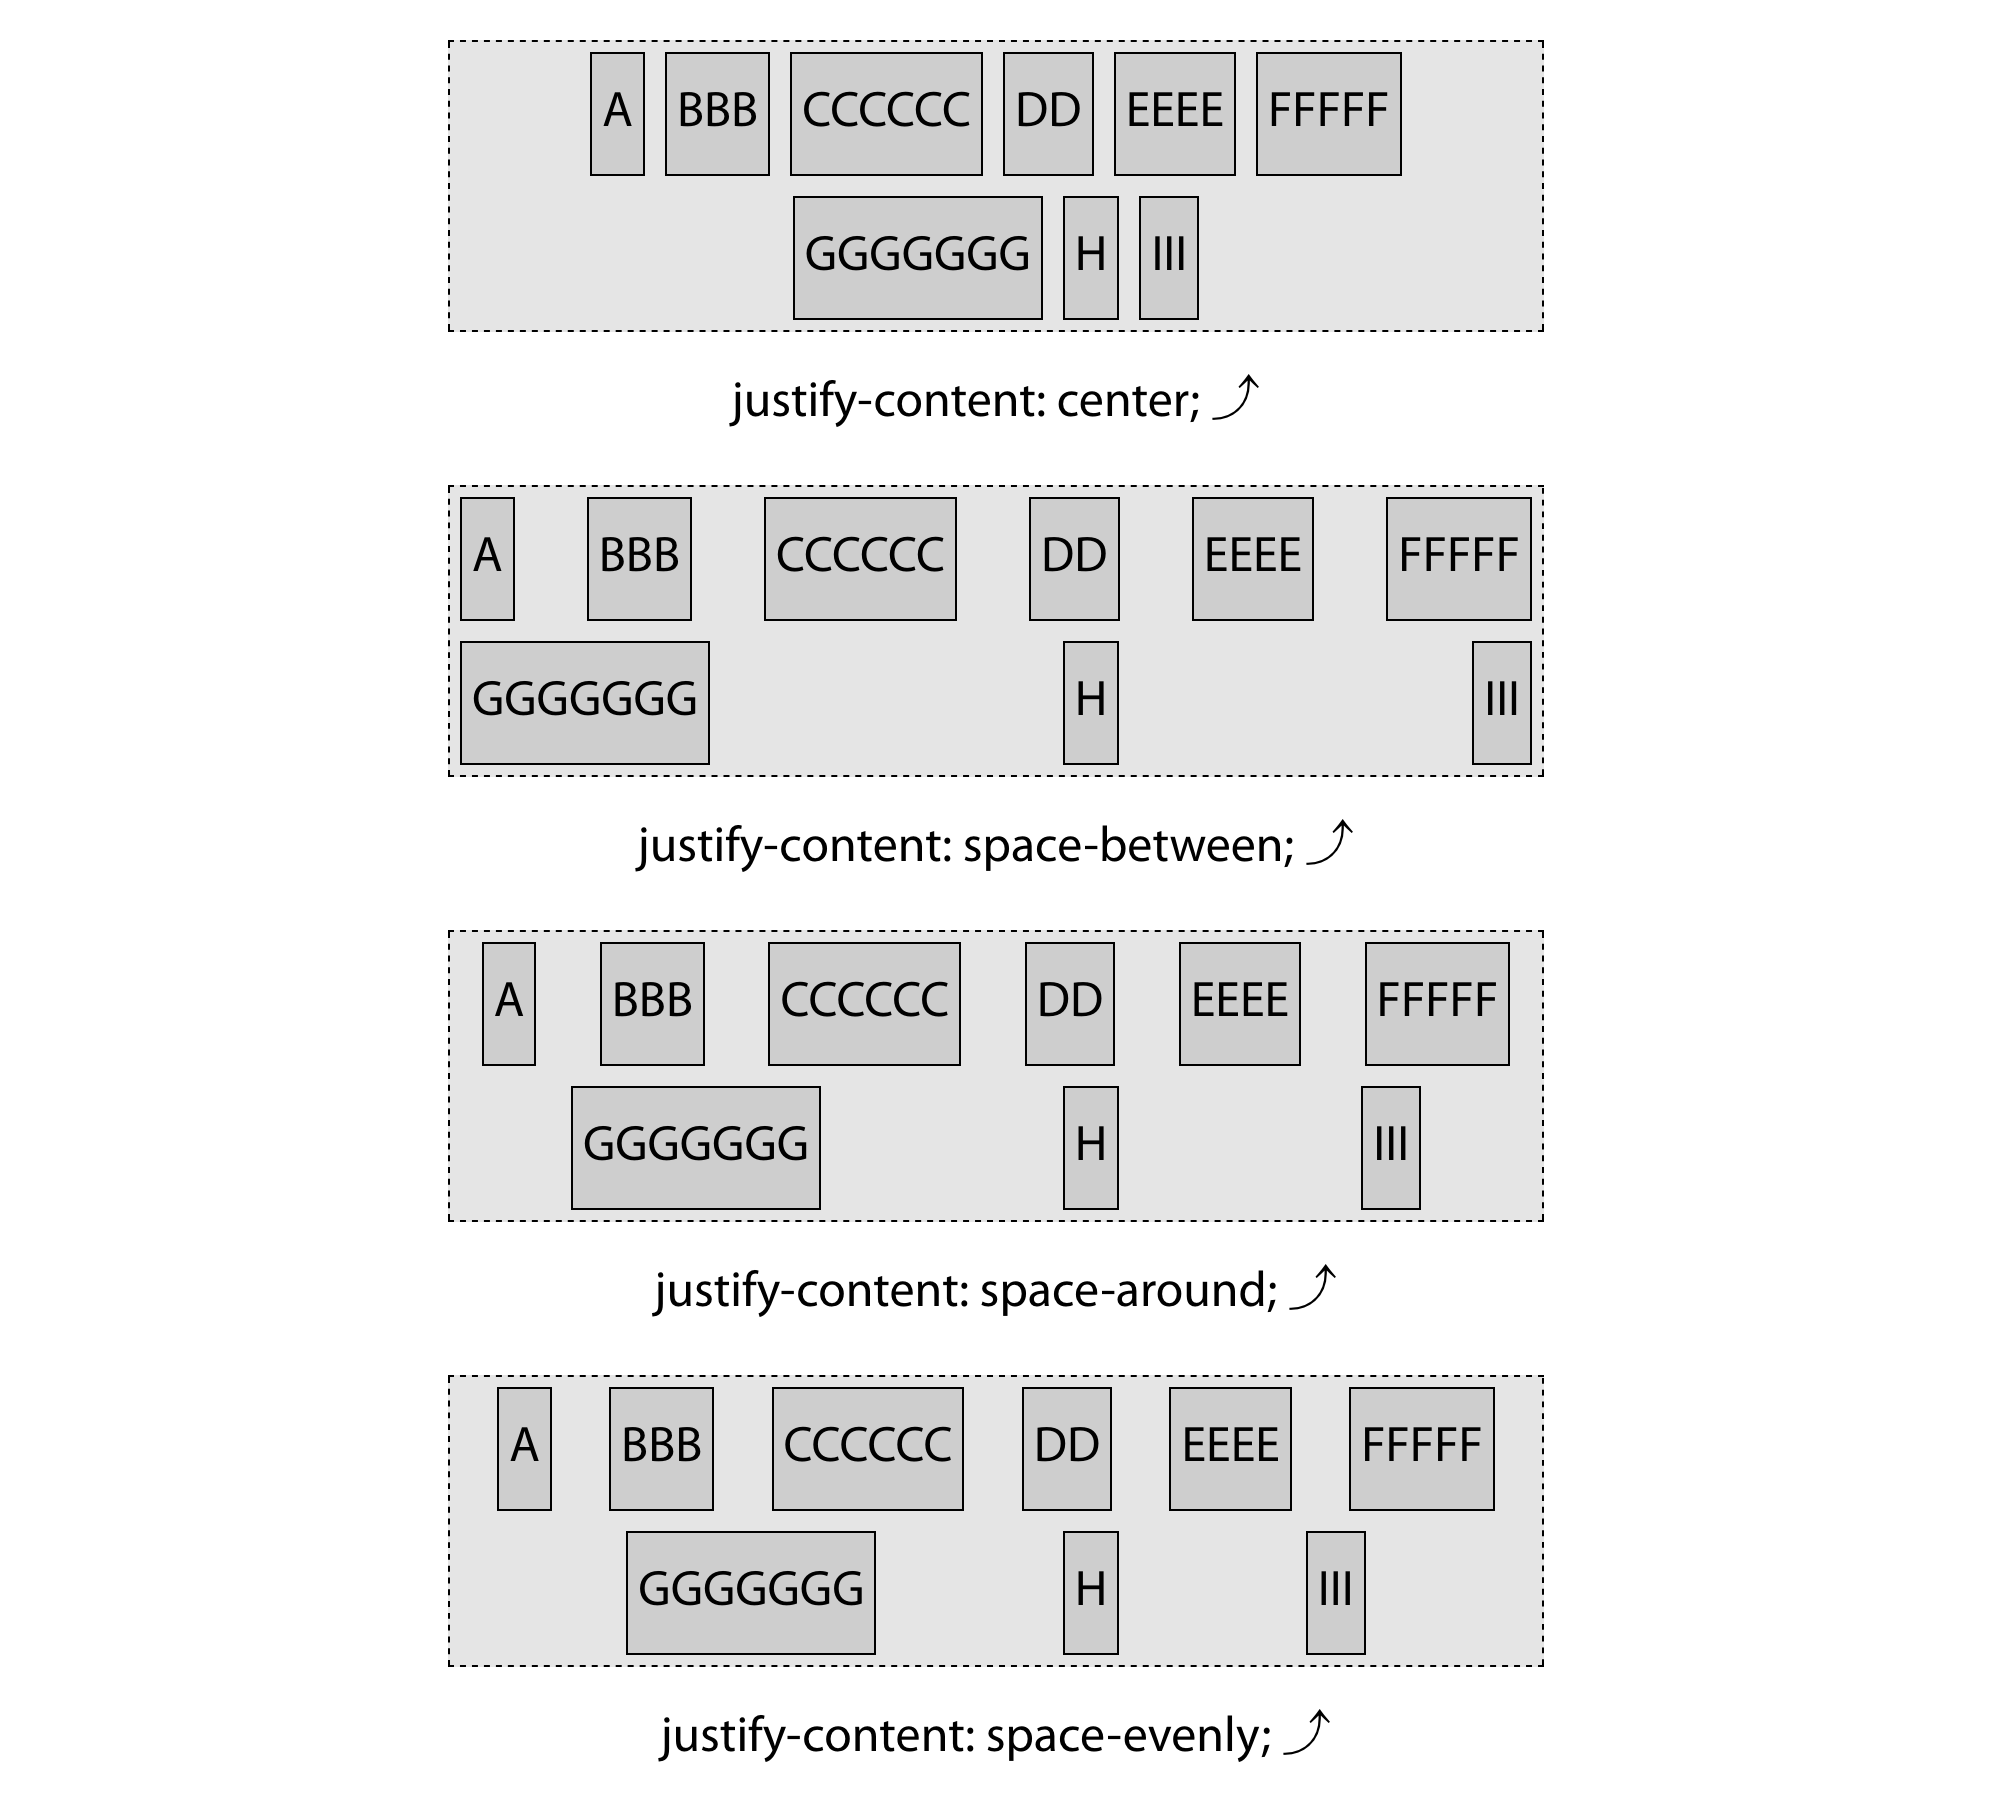 A BBB CCCCCC DD EEEE FFFFF
GGGGGGG H III
justify-content: center;
A BBB CCCCCC DD EEEE FFFFF
GGGGGGG H III
justify-content: space-between;
A BBB CCCCCC DD EEEE FFFFF
GGGGGGG H III
justify-content: space-around;
A BBB CCCCCC DD EEEE FFFFF
GGGGGGG H III
justify-content: space-evenly;